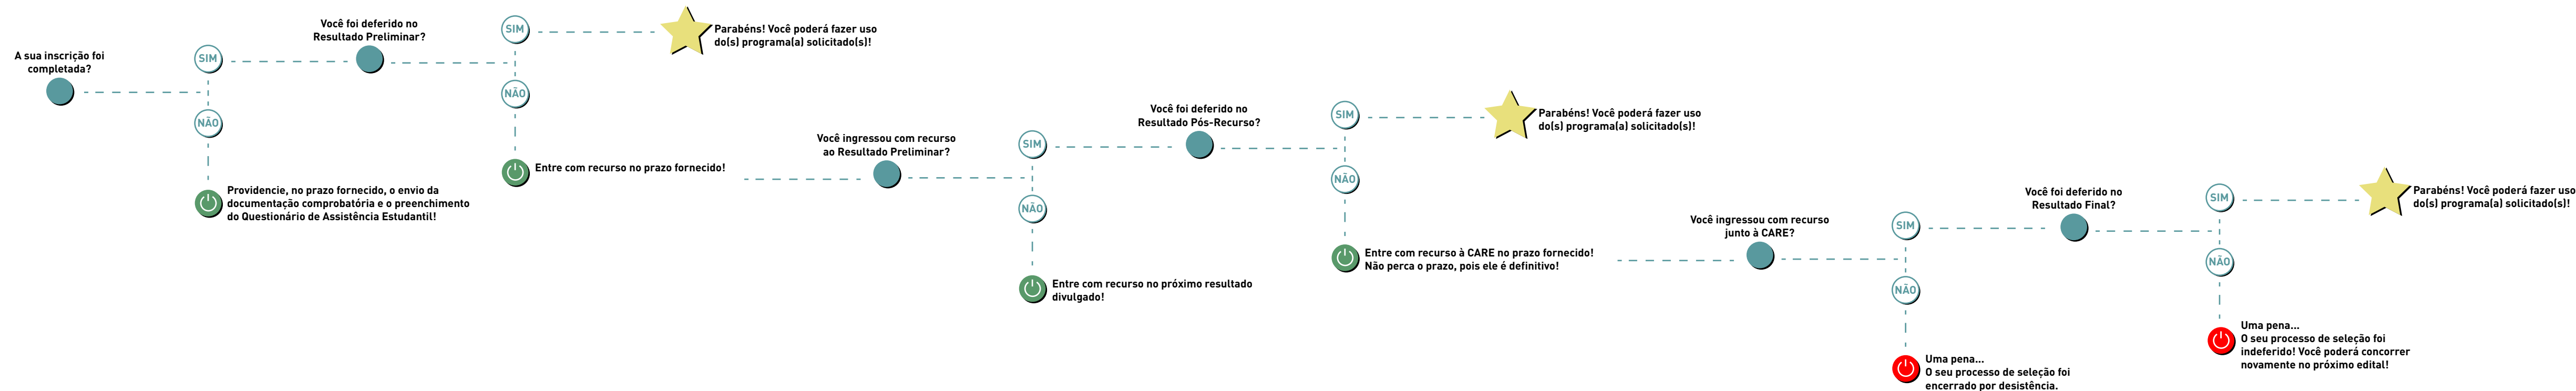 A sua inscrição foi
completada?
SIM
NÃO
Providencie, no prazo fornecido, o envio da
documentação comprobatória e o preenchimento
do Questionário de Assistência Estudantil!
Você foi deferido no
Resultado Preliminar?
SIM
Parabéns! Você poderá fazer uso
do(s) programa(a) solicitado(s)!
NÃO
Entre com recurso no prazo fornecido!
Você ingressou com recurso
ao Resultado Preliminar?
SIM
NÃO
Entre com recurso no próximo resultado
divulgado!
Você foi deferido no
Resultado Pós-Recurso?
SIM
Parabéns! Você poderá fazer uso
do(s) programa(a) solicitado(s)!
NÃO
Entre com recurso à CARE no prazo fornecido!
Não perca o prazo, pois ele é definitivo!
Você ingressou com recurso
junto à CARE?
SIM
NÃO
Uma pena...
O seu processo de seleção foi
encerrado por desistência.
Você foi deferido no
Resultado Final?
SIM
Parabéns! Você poderá fazer uso
do(s) programa(a) solicitado(s)!
NÃO
Uma pena...
O seu processo de seleção foi
indeferido! Você poderá concorrer
novamente no próximo edital!